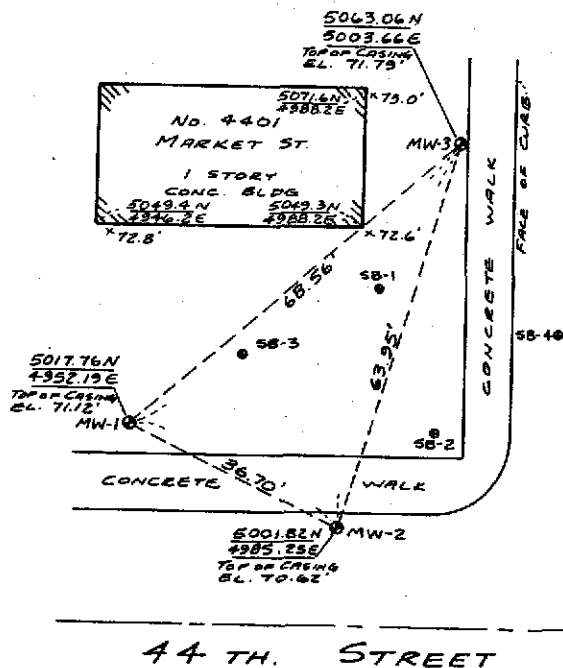 5063.06N
5003.66E
TOP OF CASING
EL. 71.79'
5071.6N
4988.2E
×73.0'
No. 4401
MARKET ST.
1 STORY
CONC. BLDG
5049.4N
4946.2E
5049.3N
4988.2E
×72.8'
×72.6'
MW-3
CONCRETE WALK
FACE OF CURB
68.56'
63.95'
SB-1
SB-3
SB-4
SB-2
5017.76N
4952.19E
TOP OF CASING
EL. 71.12'
MW-1
36.70'
CONCRETE WALK
5001.82N
4985.25E
TOP OF CASING
EL. 70.62'
MW-2
44 TH. STREET